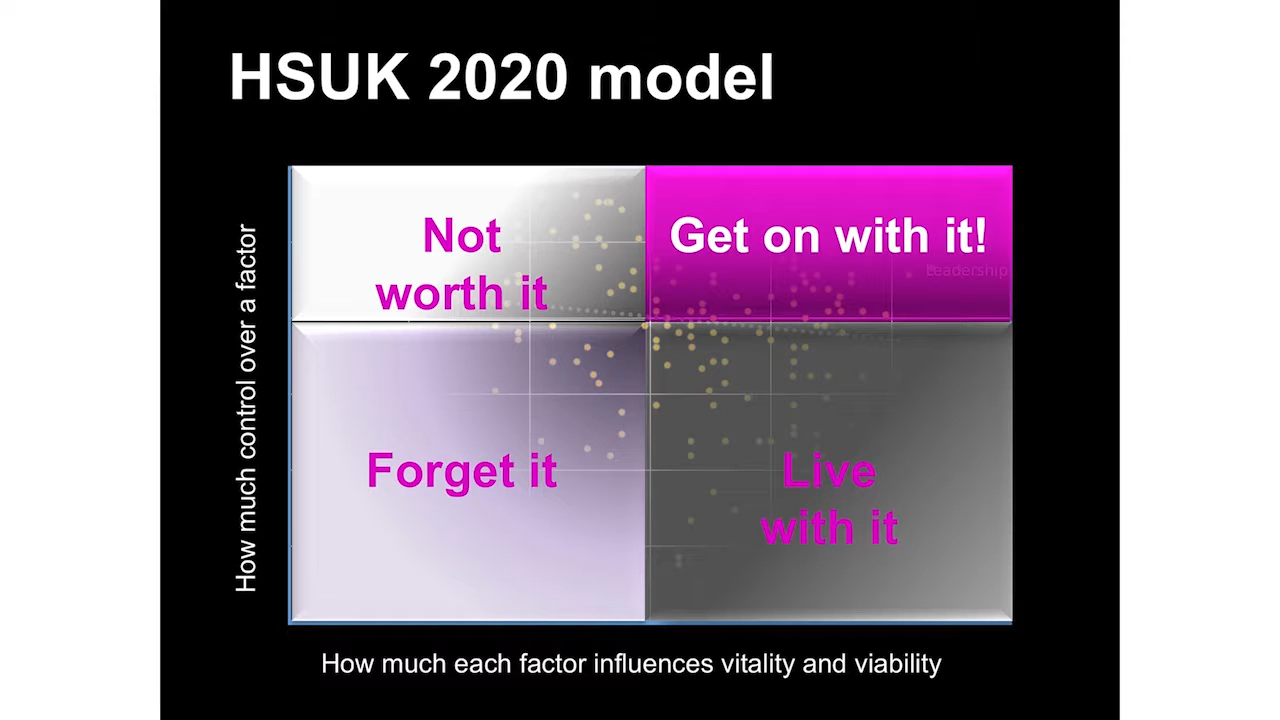 HSUK 2020 model
Not
worth it
Get on with it!
Leadership
How much control over a factor
Forget it
Live
with it
How much each factor influences vitality and viability